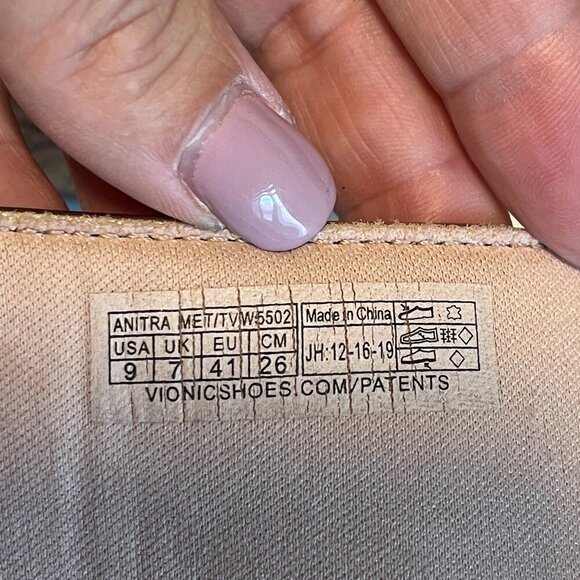 ANITRA MET/TVW5502 Made in China
USA UK EU CM
9 7 41 26 JH:12-16-19
VIONICSHOES.COM/PATENTS